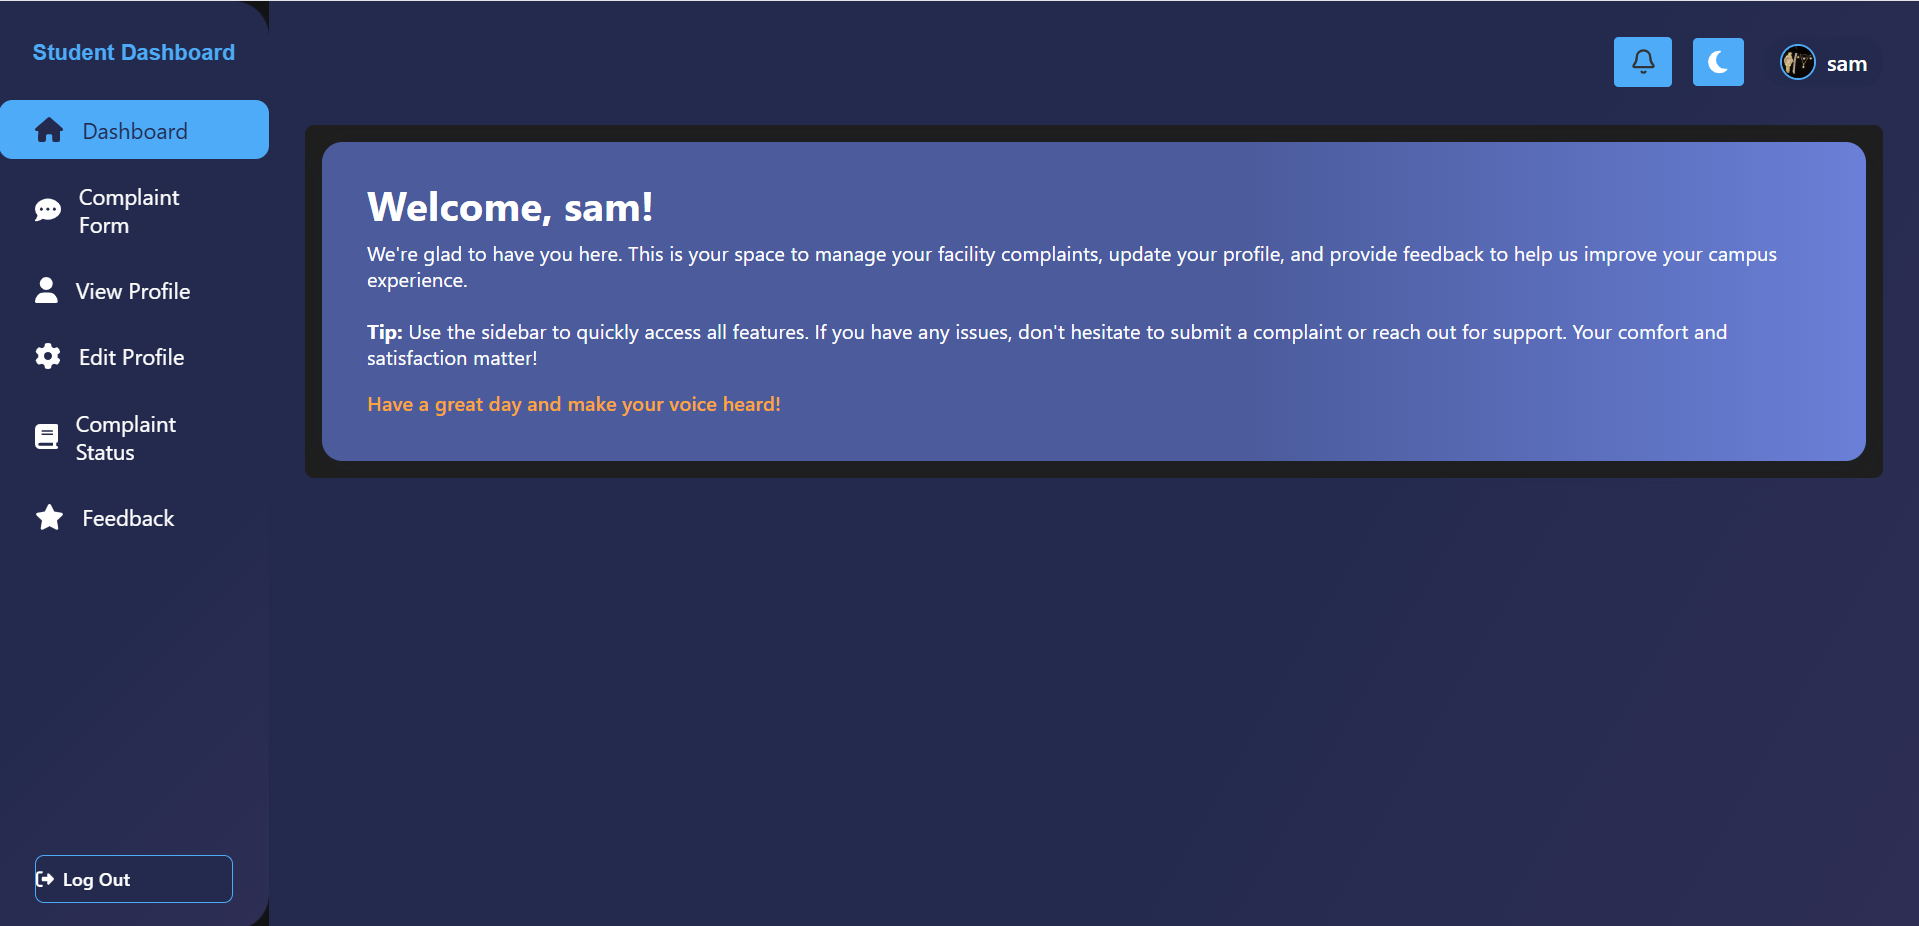 Student Dashboard
Dashboard
Complaint
Form
View Profile
Edit Profile
Complaint
Status
Feedback
Log Out
sam
Welcome, sam!
We're glad to have you here. This is your space to manage your facility complaints, update your profile, and provide feedback to help us improve your campus
experience.
Tip: Use the sidebar to quickly access all features. If you have any issues, don't hesitate to submit a complaint or reach out for support. Your comfort and
satisfaction matter!
Have a great day and make your voice heard!